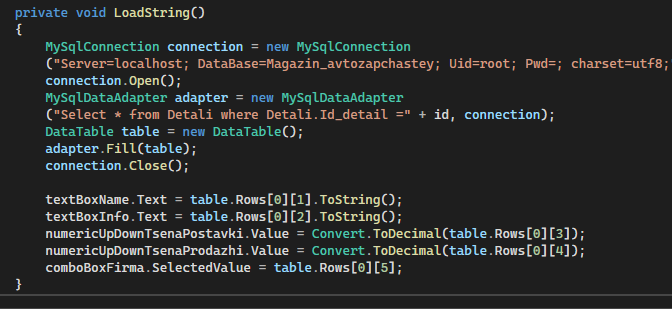 private void LoadString()
{
MySqlConnection connection = new MySqlConnection
("Server=localhost; DataBase=Magazin_avtozapchastey; Uid=root; Pwd=; charset=utf8;"
connection.Open();
MySqlDataAdapter adapter = new MySqlDataAdapter
("Select * from Detali where Detali.Id_detail =" + id, connection);
DataTable table = new DataTable();
adapter.Fill(table);
connection.Close();
textBoxName.Text = table.Rows[0][1].ToString();
textBoxInfo.Text = table.Rows[0][2].ToString();
numericUpDownTsenaPostavki.Value = Convert.ToDecimal(table.Rows[0][3]);
numericUpDownTsenaProdazhi.Value = Convert.ToDecimal(table.Rows[0][4]);
comboBoxFirma.SelectedValue = table.Rows[0][5];
}